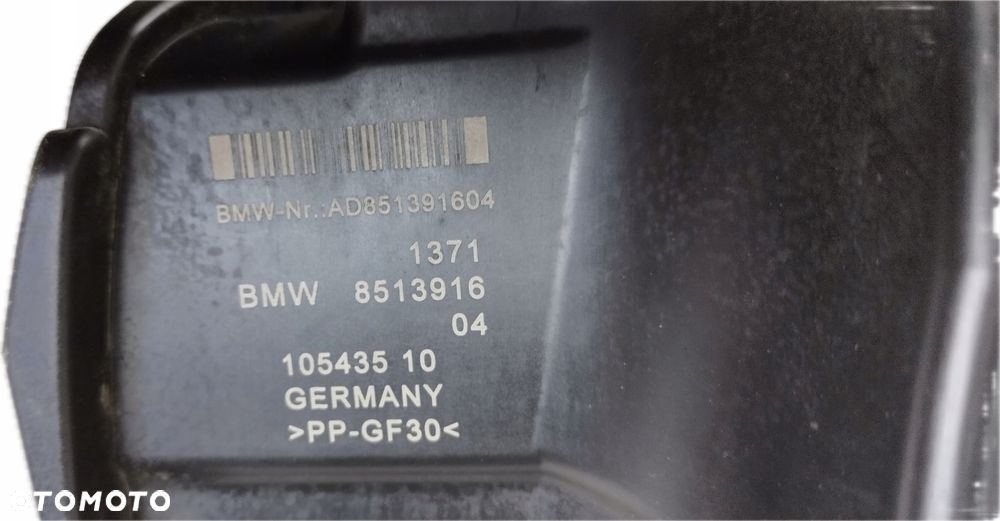 BMW-Nr.:AD851391604
1371
BMW 8513916
04
105435 10
GERMANY
>PP-GF30<
OTOMOTO